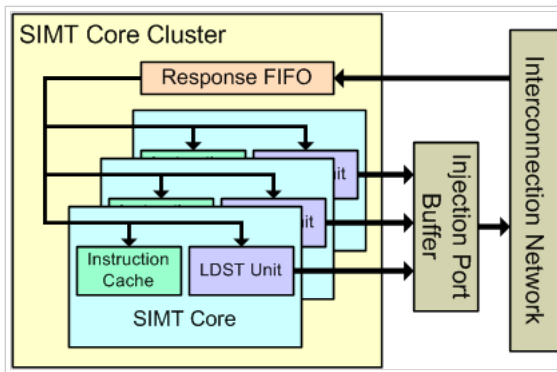 SIMT Core Cluster
Response FIFO
Instruction
Cache
LDST Unit
SIMT Core
Injection Port
Buffer
Interconnection Network